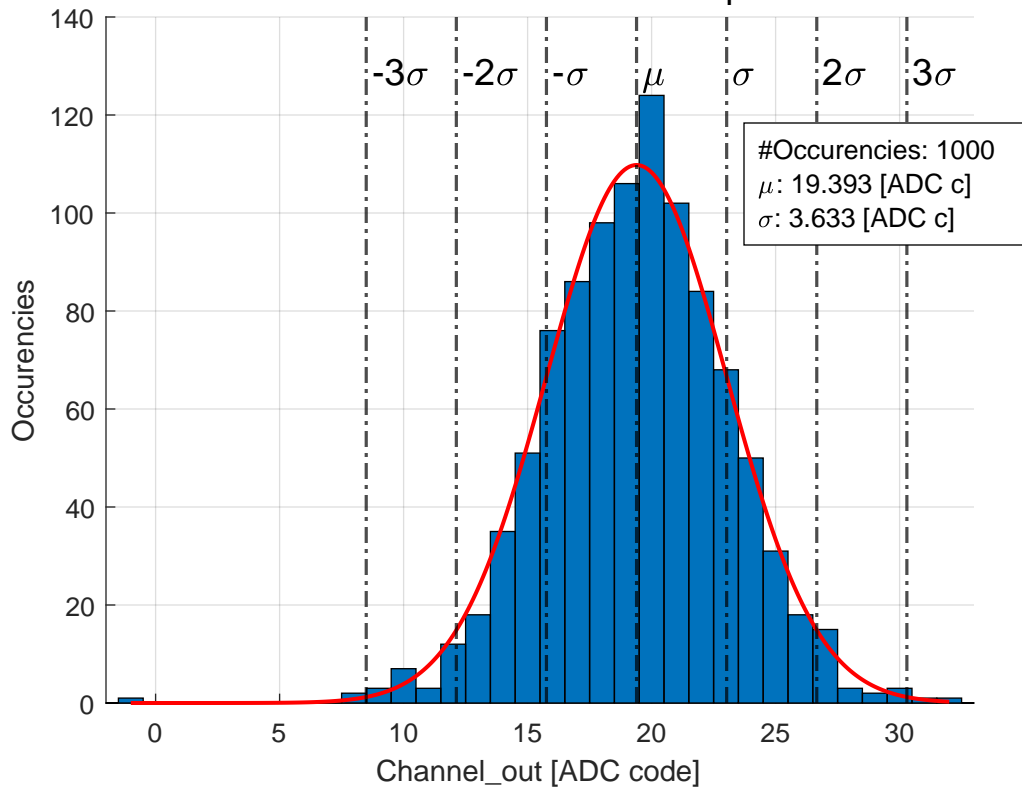 140
120
100
80
60
40
20
0
-3σ
-2σ
-σ
μ
σ
2σ
3σ
#Occurencies: 1000
μ: 19.393 [ADC c]
σ: 3.633 [ADC c]
Occurencies
0
5
10
15
20
25
30
Channel_out [ADC code]